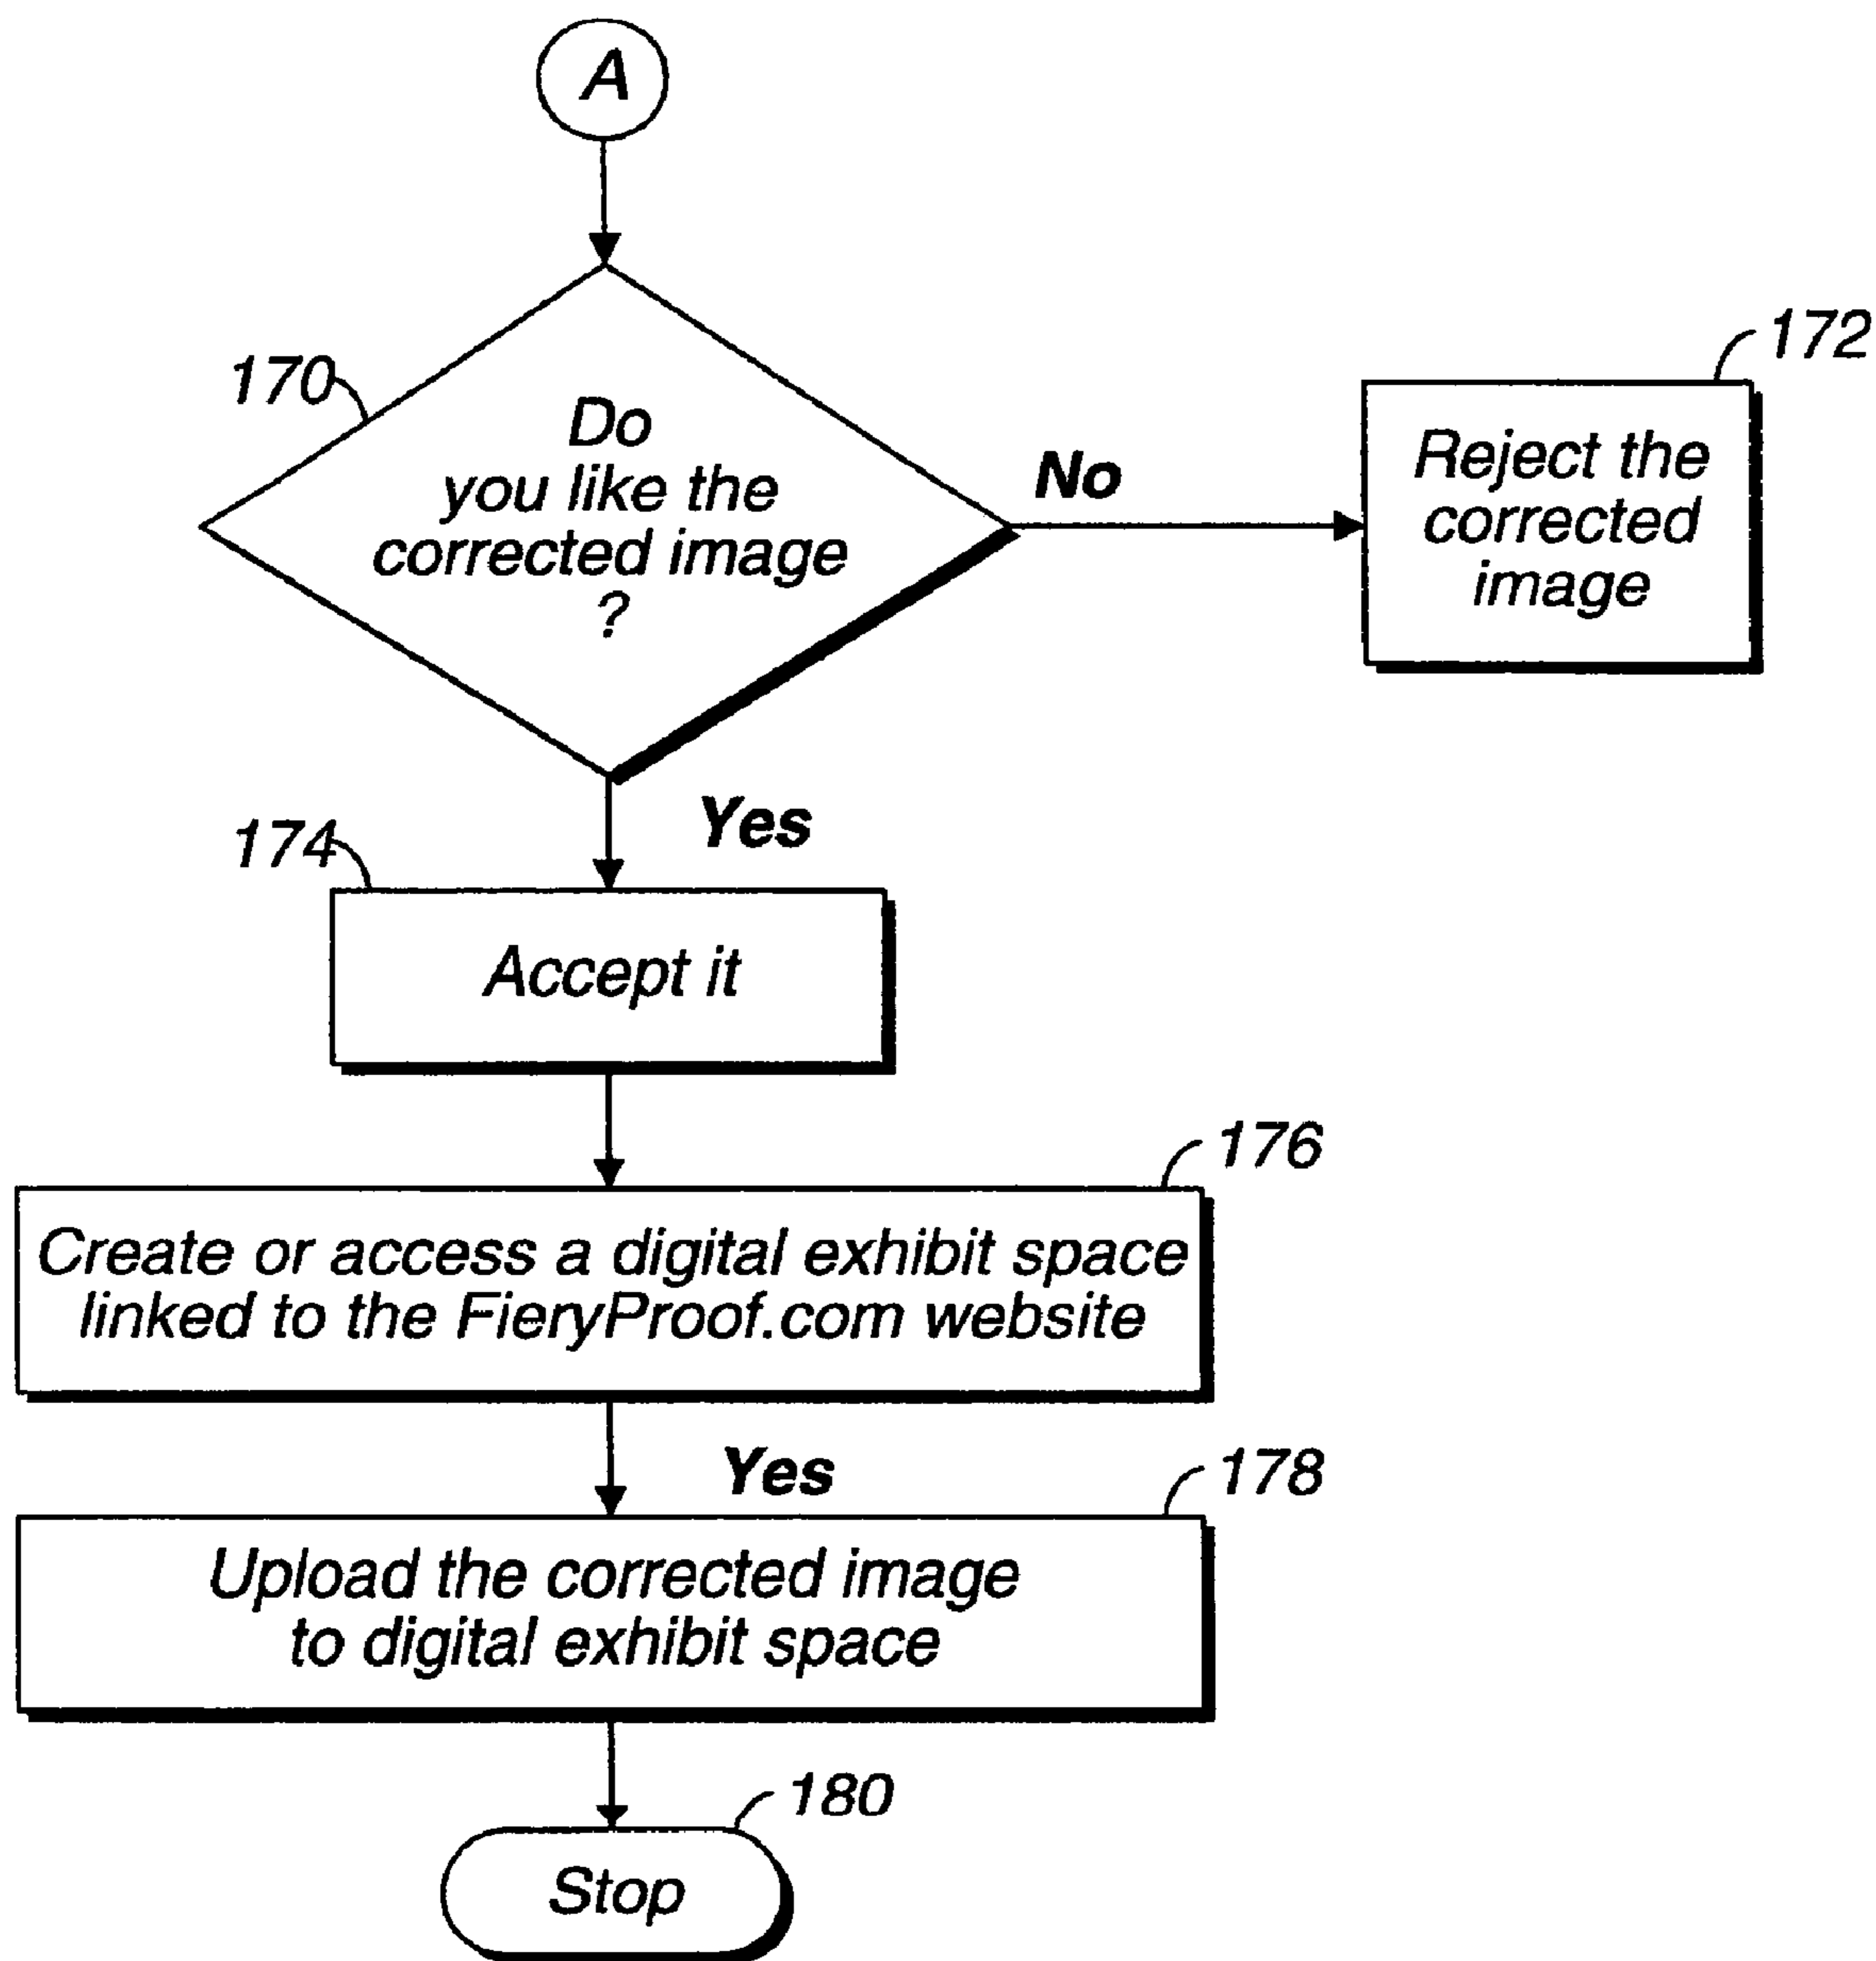 A
170
Do
you like the
corrected image
?
No
172
Reject the
corrected
image
Yes
174
Accept it
176
Create or access a digital exhibit space
linked to the FieryProof.com website
Yes
178
Upload the corrected image
to digital exhibit space
180
Stop